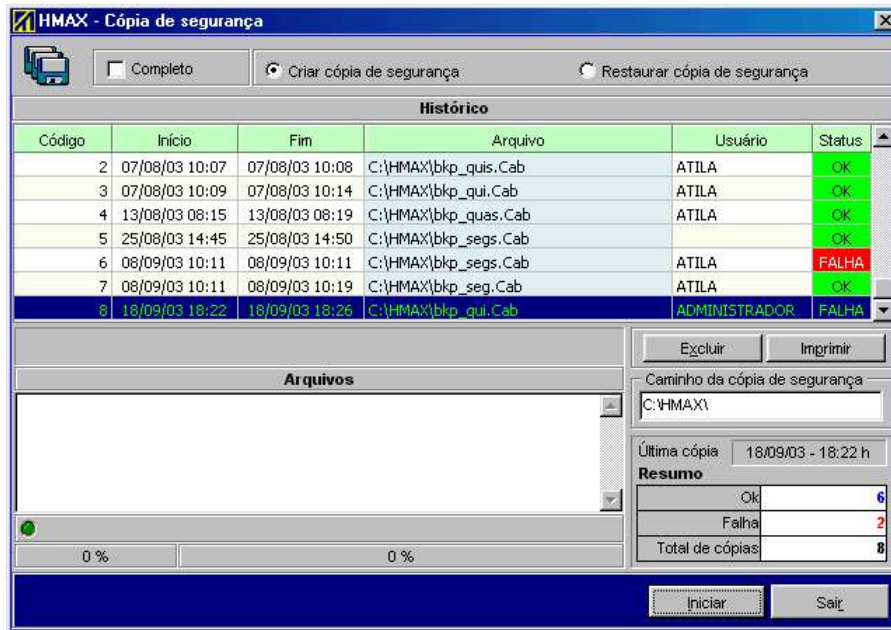 HMAX - Cópia de segurança
Completo Criar cópia de segurança Restaurar cópia de segurança
Histórico
Código Início Fim Arquivo Usuário Status
2 07/08/03 10:07 07/08/03 10:08 C:\HMAX\bkp_quis.Cab ATILA OK
3 07/08/03 10:09 07/08/03 10:14 C:\HMAX\bkp_qui.Cab ATILA OK
4 13/08/03 08:15 13/08/03 08:19 C:\HMAX\bkp_quas.Cab ATILA OK
5 25/08/03 14:45 25/08/03 14:50 C:\HMAX\bkp_segs.Cab OK
6 08/09/03 10:11 08/09/03 10:11 C:\HMAX\bkp_segs.Cab ATILA FALHA
7 08/09/03 10:11 08/09/03 10:19 C:\HMAX\bkp_seg.Cab ATILA OK
8 18/09/03 18:22 18/09/03 18:26 C:\HMAX\bkp_qui.Cab ADMINISTRADOR FALHA
Excluir Imprimir
Arquivos
Caminho da cópia de segurança
C:\HMAX\
Última cópia 18/09/03 - 18:22 h
Resumo
Ok 6
Falha 2
Total de cópias 8
0 % 0 %
Iniciar Sair